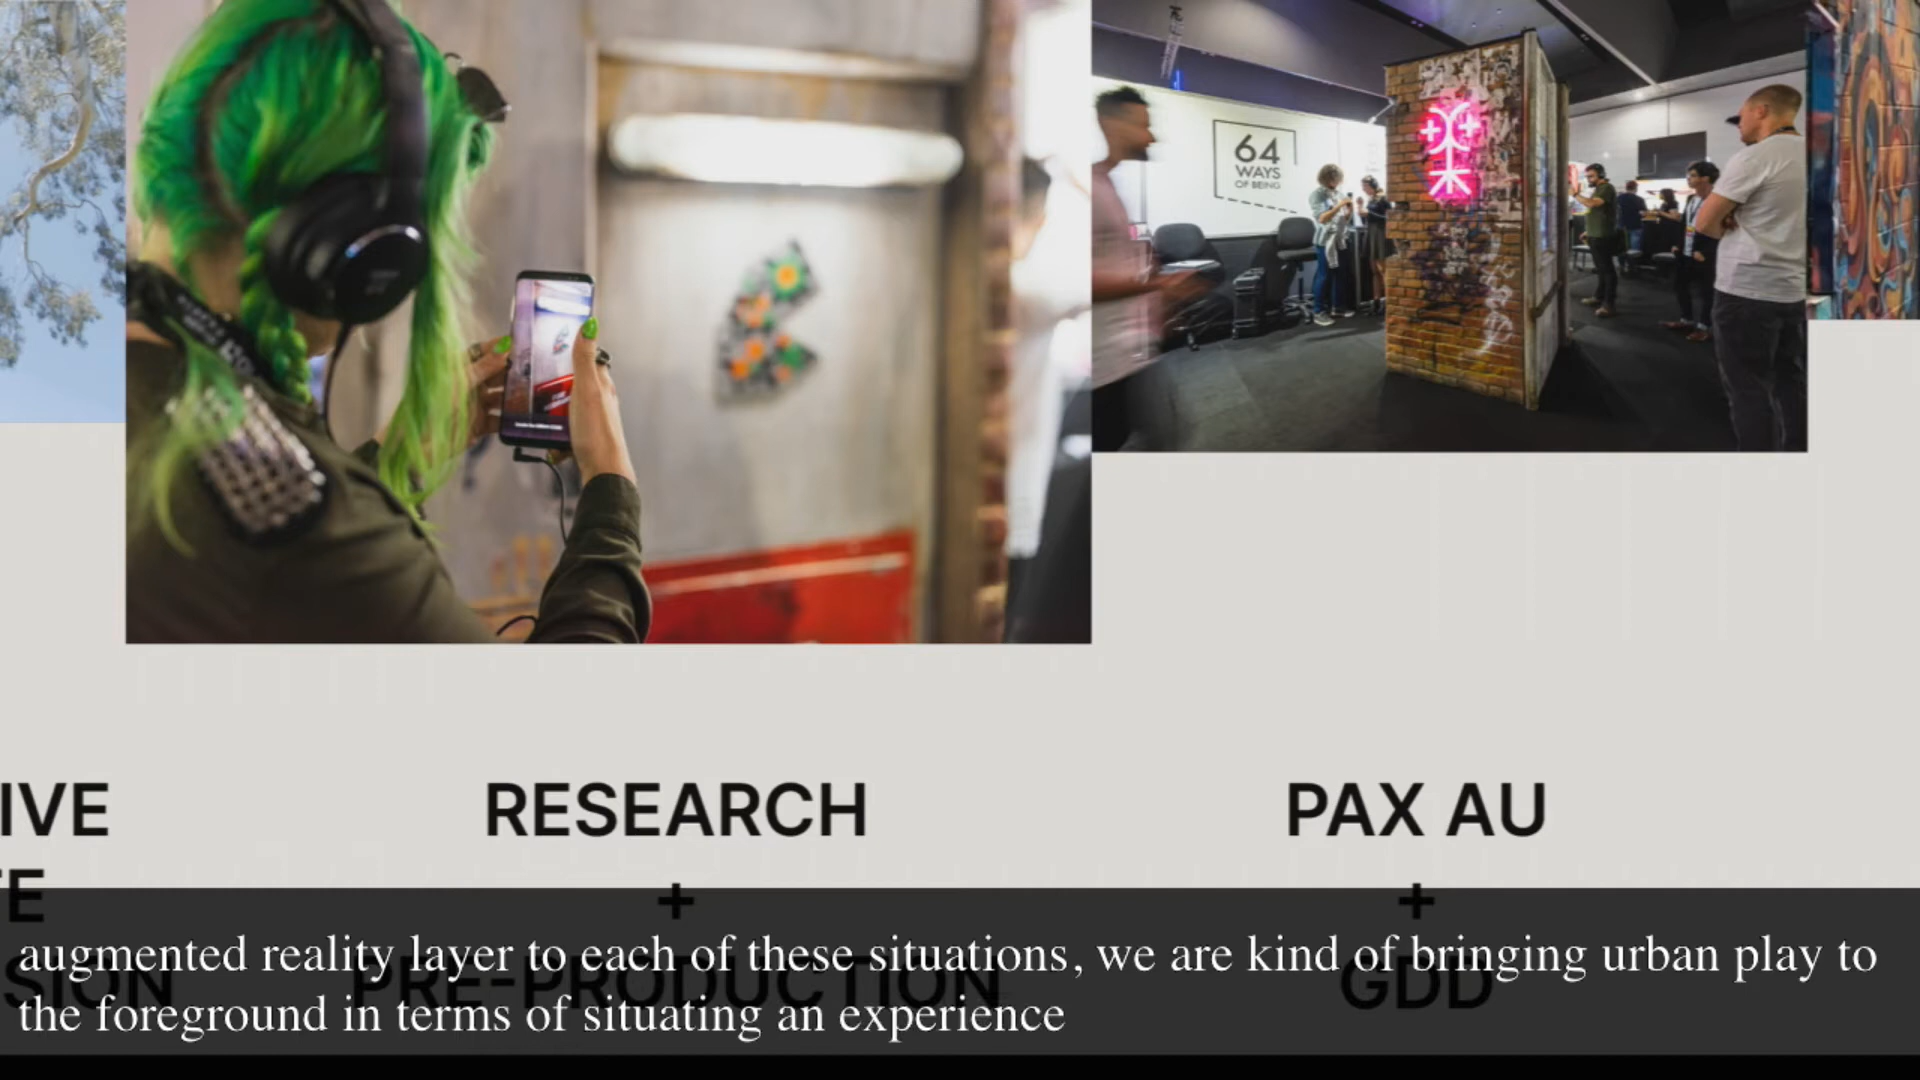 64
WAYS
OF BEING
IVE
RESEARCH
PAX AU
E
+
+
SION
PRE-PRODUCTION
GDD
augmented reality layer to each of these situations, we are kind of bringing urban play to
the foreground in terms of situating an experience